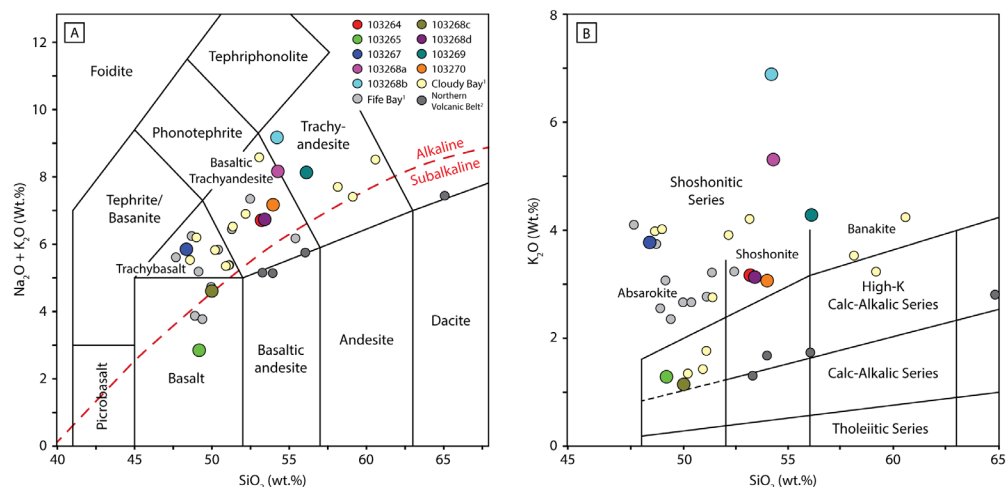 A
103264
103265
103267
103268a
103268b
Fife Bay¹
103268c
103268d
103269
103270
Cloudy Bay¹
Northern
Volcanic Belt²
Foidite
Tephriphonolite
Phonotephrite
Trachy-
andesite
Basaltic
Trachyandesite
Tephrite/
Basanite
Trachybasalt
Alkaline
Subalkaline
Picrobasalt
Basalt
Basaltic
andesite
Andesite
Dacite
Na₂O + K₂O (Wt.%)
12
10
8
6
4
2
0
40
45
50
55
60
65
SiO₂ (wt.%)
B
Shoshonitic
Series
Absarokite
Shoshonite
Banakite
High-K
Calc-Alkalic Series
Calc-Alkalic Series
Tholeiitic Series
K₂O (Wt.%)
8
6
4
2
0
45
50
55
60
65
SiO₂ (wt.%)